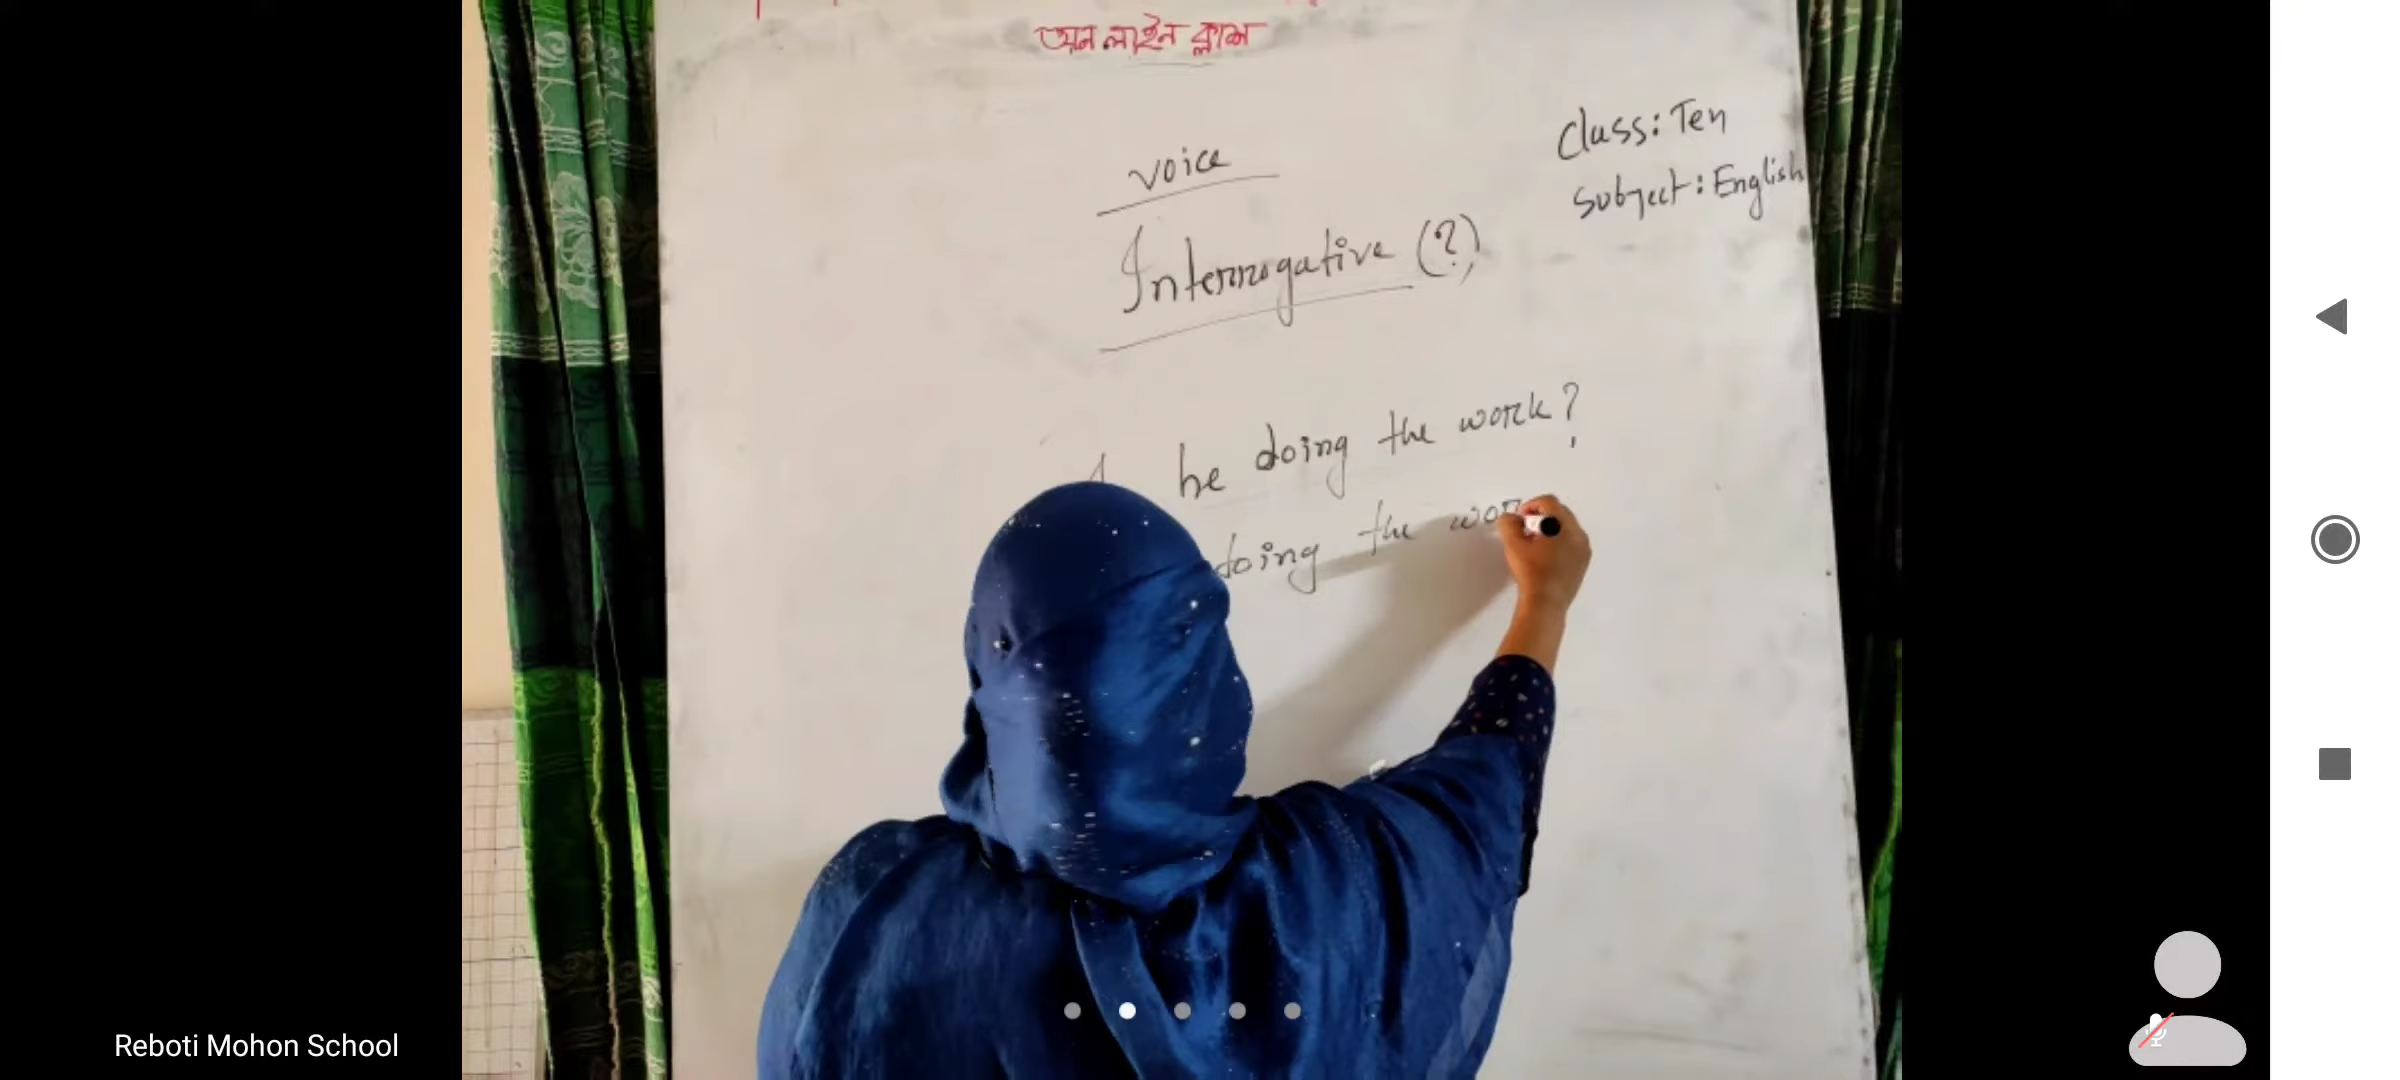 অন লাইন ক্লাশ
Class: Ten
Subject: English
voice
Interrogative (?)
he doing the work?
doing the
Reboti Mohon School